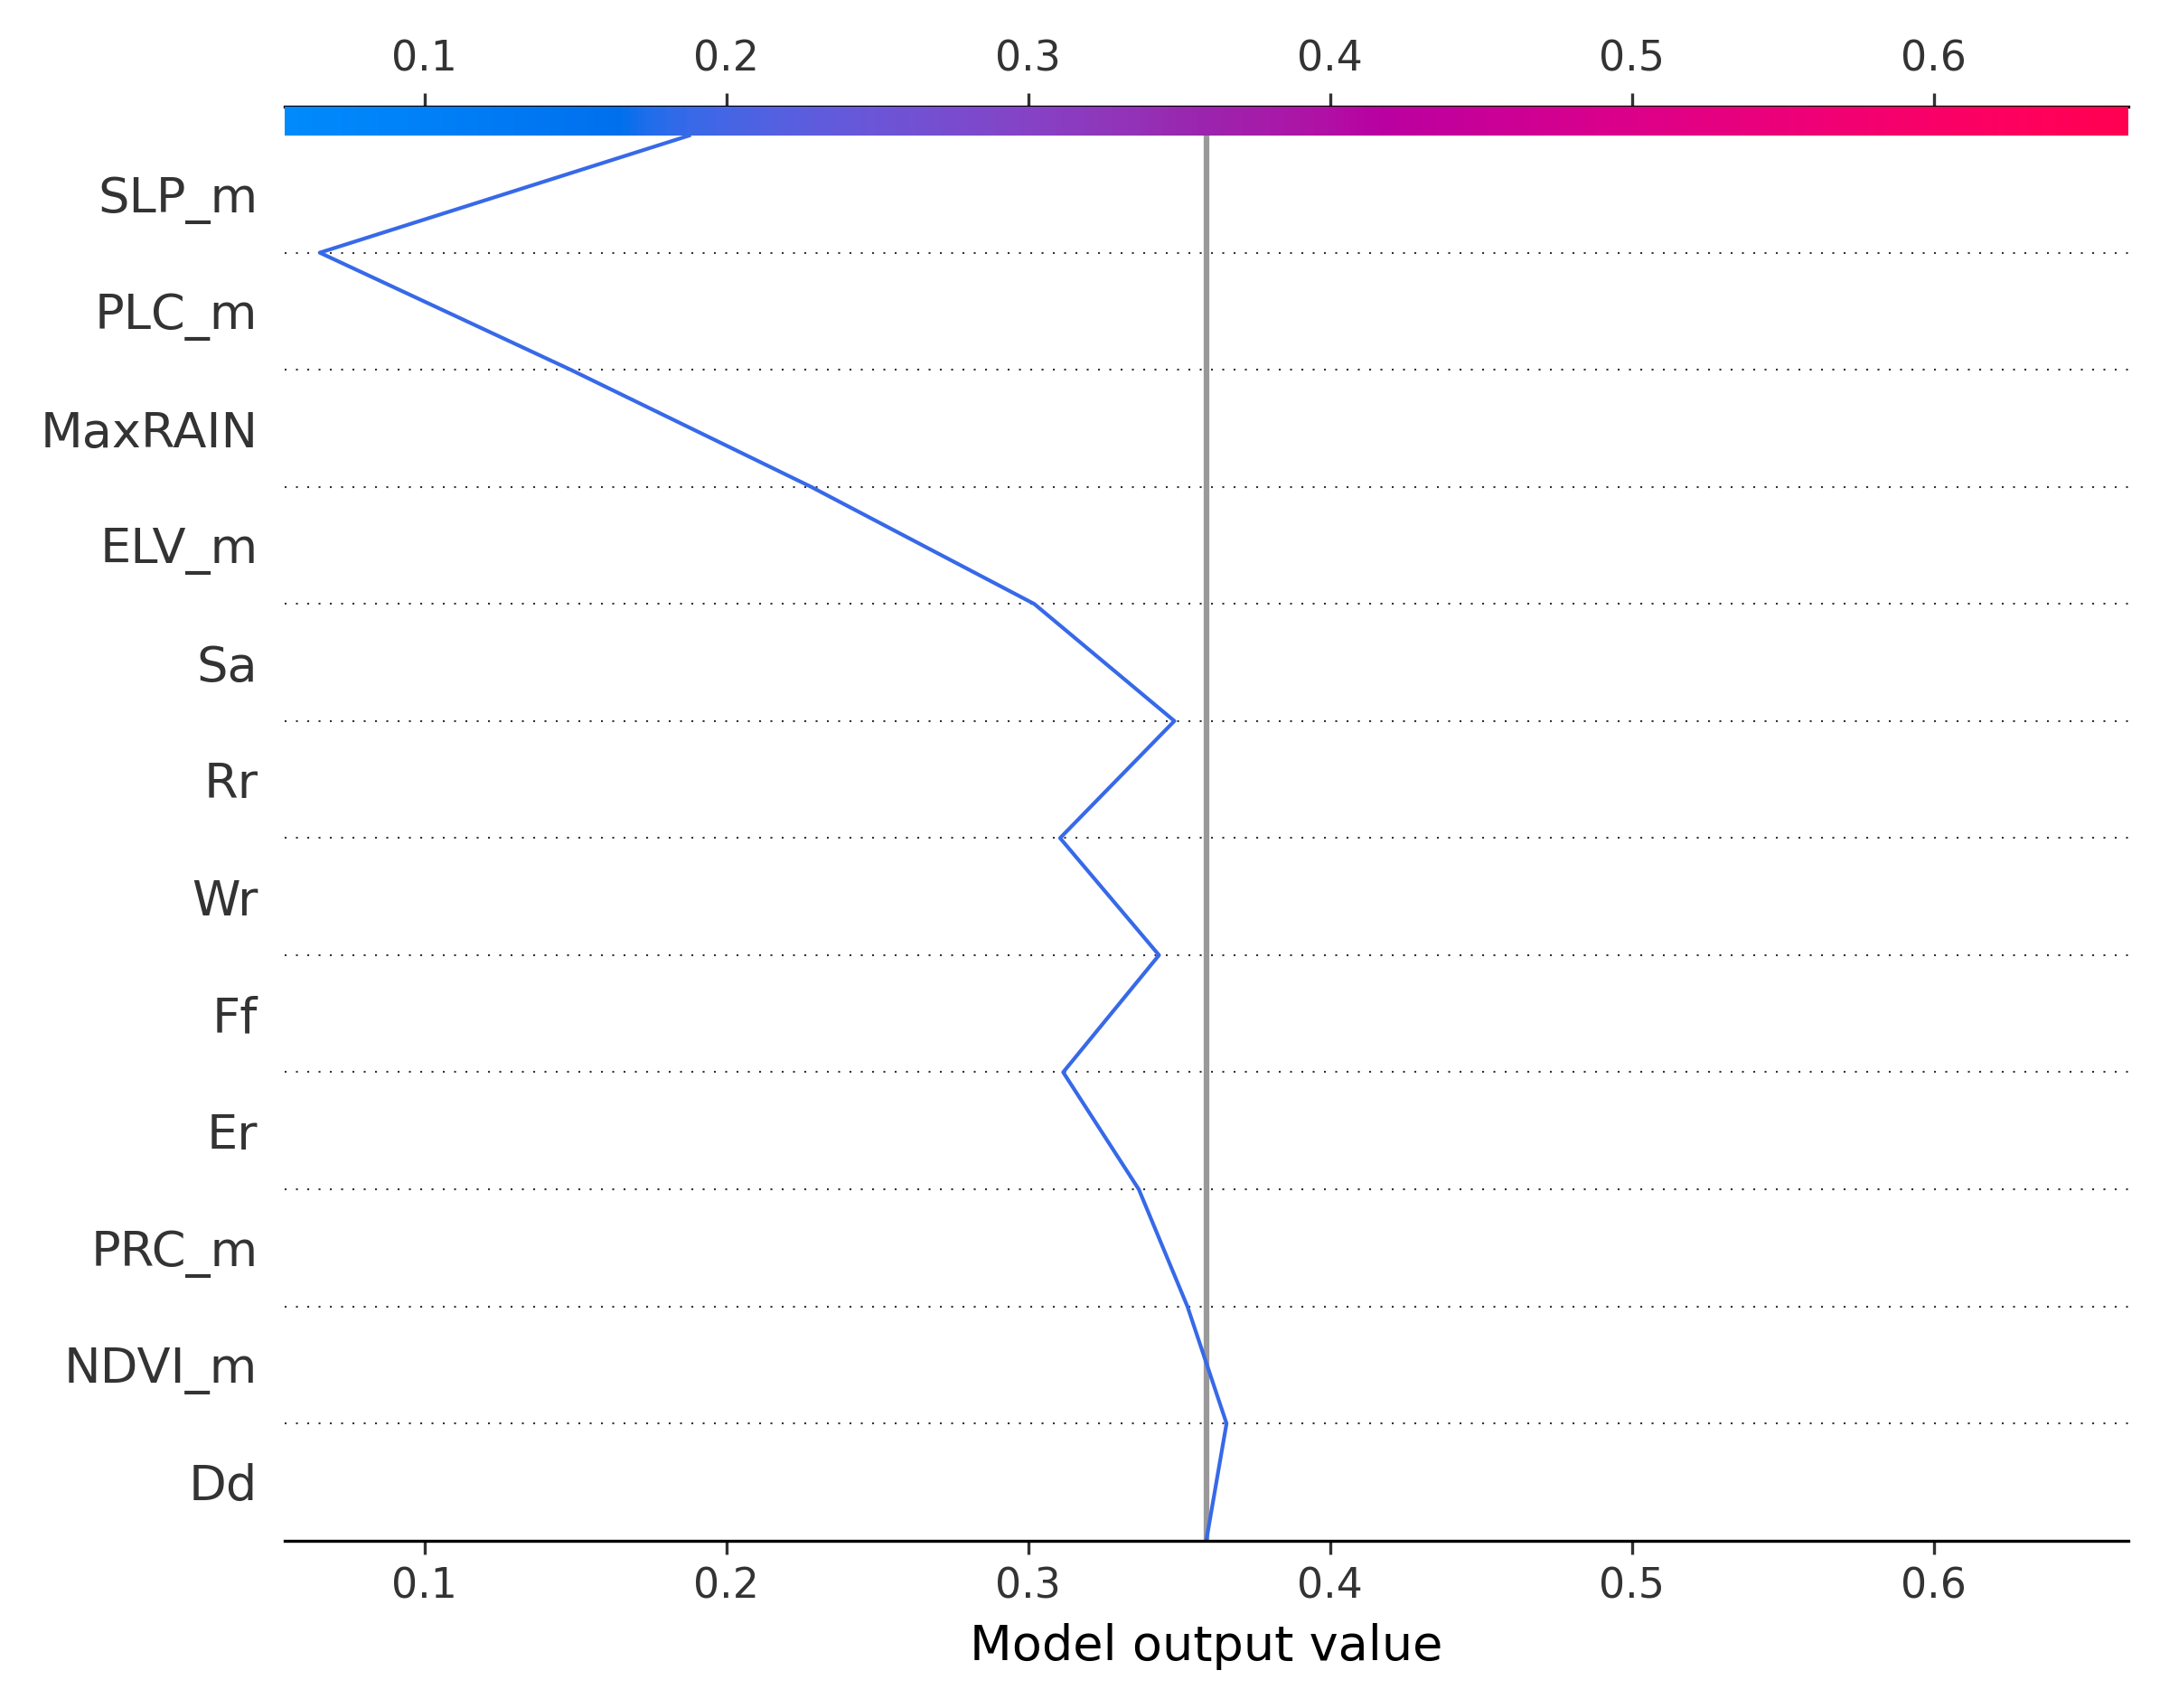 0.1 0.2 0.3 0.4 0.5 0.6
SLP_m
PLC_m
MaxRAIN
ELV_m
Sa
Rr
Wr
Ff
Er
PRC_m
NDVI_m
Dd
0.1 0.2 0.3 0.4 0.5 0.6
Model output value